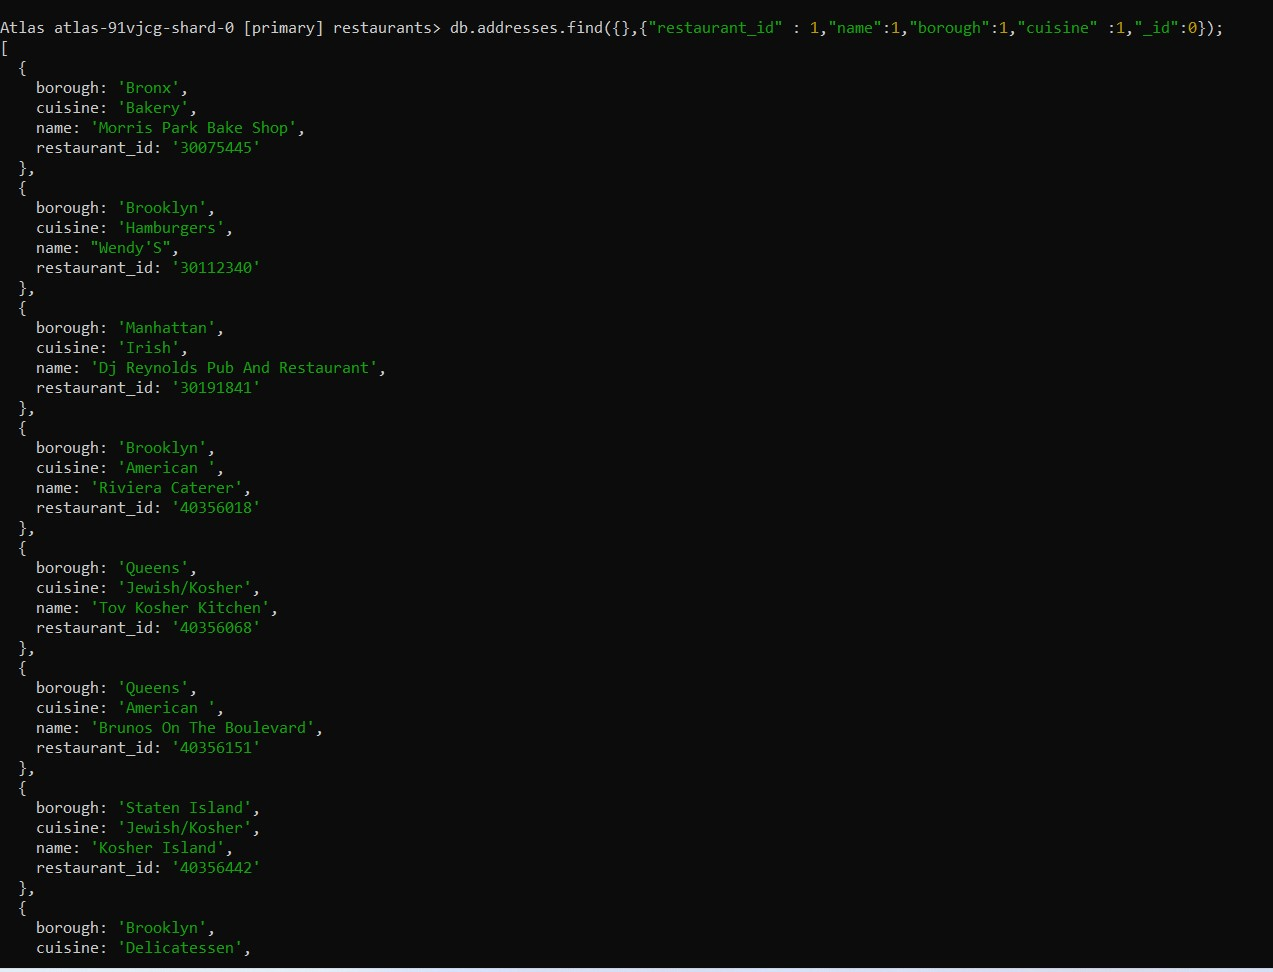 Atlas atlas-91vjcg-shard-0 [primary] restaurants> db.addresses.find({},{"restaurant_id" : 1,"name":1,"borough":1,"cuisine" :1,"_id":0});
[
  {
    borough: 'Bronx',
    cuisine: 'Bakery',
    name: 'Morris Park Bake Shop',
    restaurant_id: '30075445'
  },
  {
    borough: 'Brooklyn',
    cuisine: 'Hamburgers',
    name: "Wendy'S",
    restaurant_id: '30112340'
  },
  {
    borough: 'Manhattan',
    cuisine: 'Irish',
    name: 'Dj Reynolds Pub And Restaurant',
    restaurant_id: '30191841'
  },
  {
    borough: 'Brooklyn',
    cuisine: 'American ',
    name: 'Riviera Caterer',
    restaurant_id: '40356018'
  },
  {
    borough: 'Queens',
    cuisine: 'Jewish/Kosher',
    name: 'Tov Kosher Kitchen',
    restaurant_id: '40356068'
  },
  {
    borough: 'Queens',
    cuisine: 'American ',
    name: 'Brunos On The Boulevard',
    restaurant_id: '40356151'
  },
  {
    borough: 'Staten Island',
    cuisine: 'Jewish/Kosher',
    name: 'Kosher Island',
    restaurant_id: '40356442'
  },
  {
    borough: 'Brooklyn',
    cuisine: 'Delicatessen',